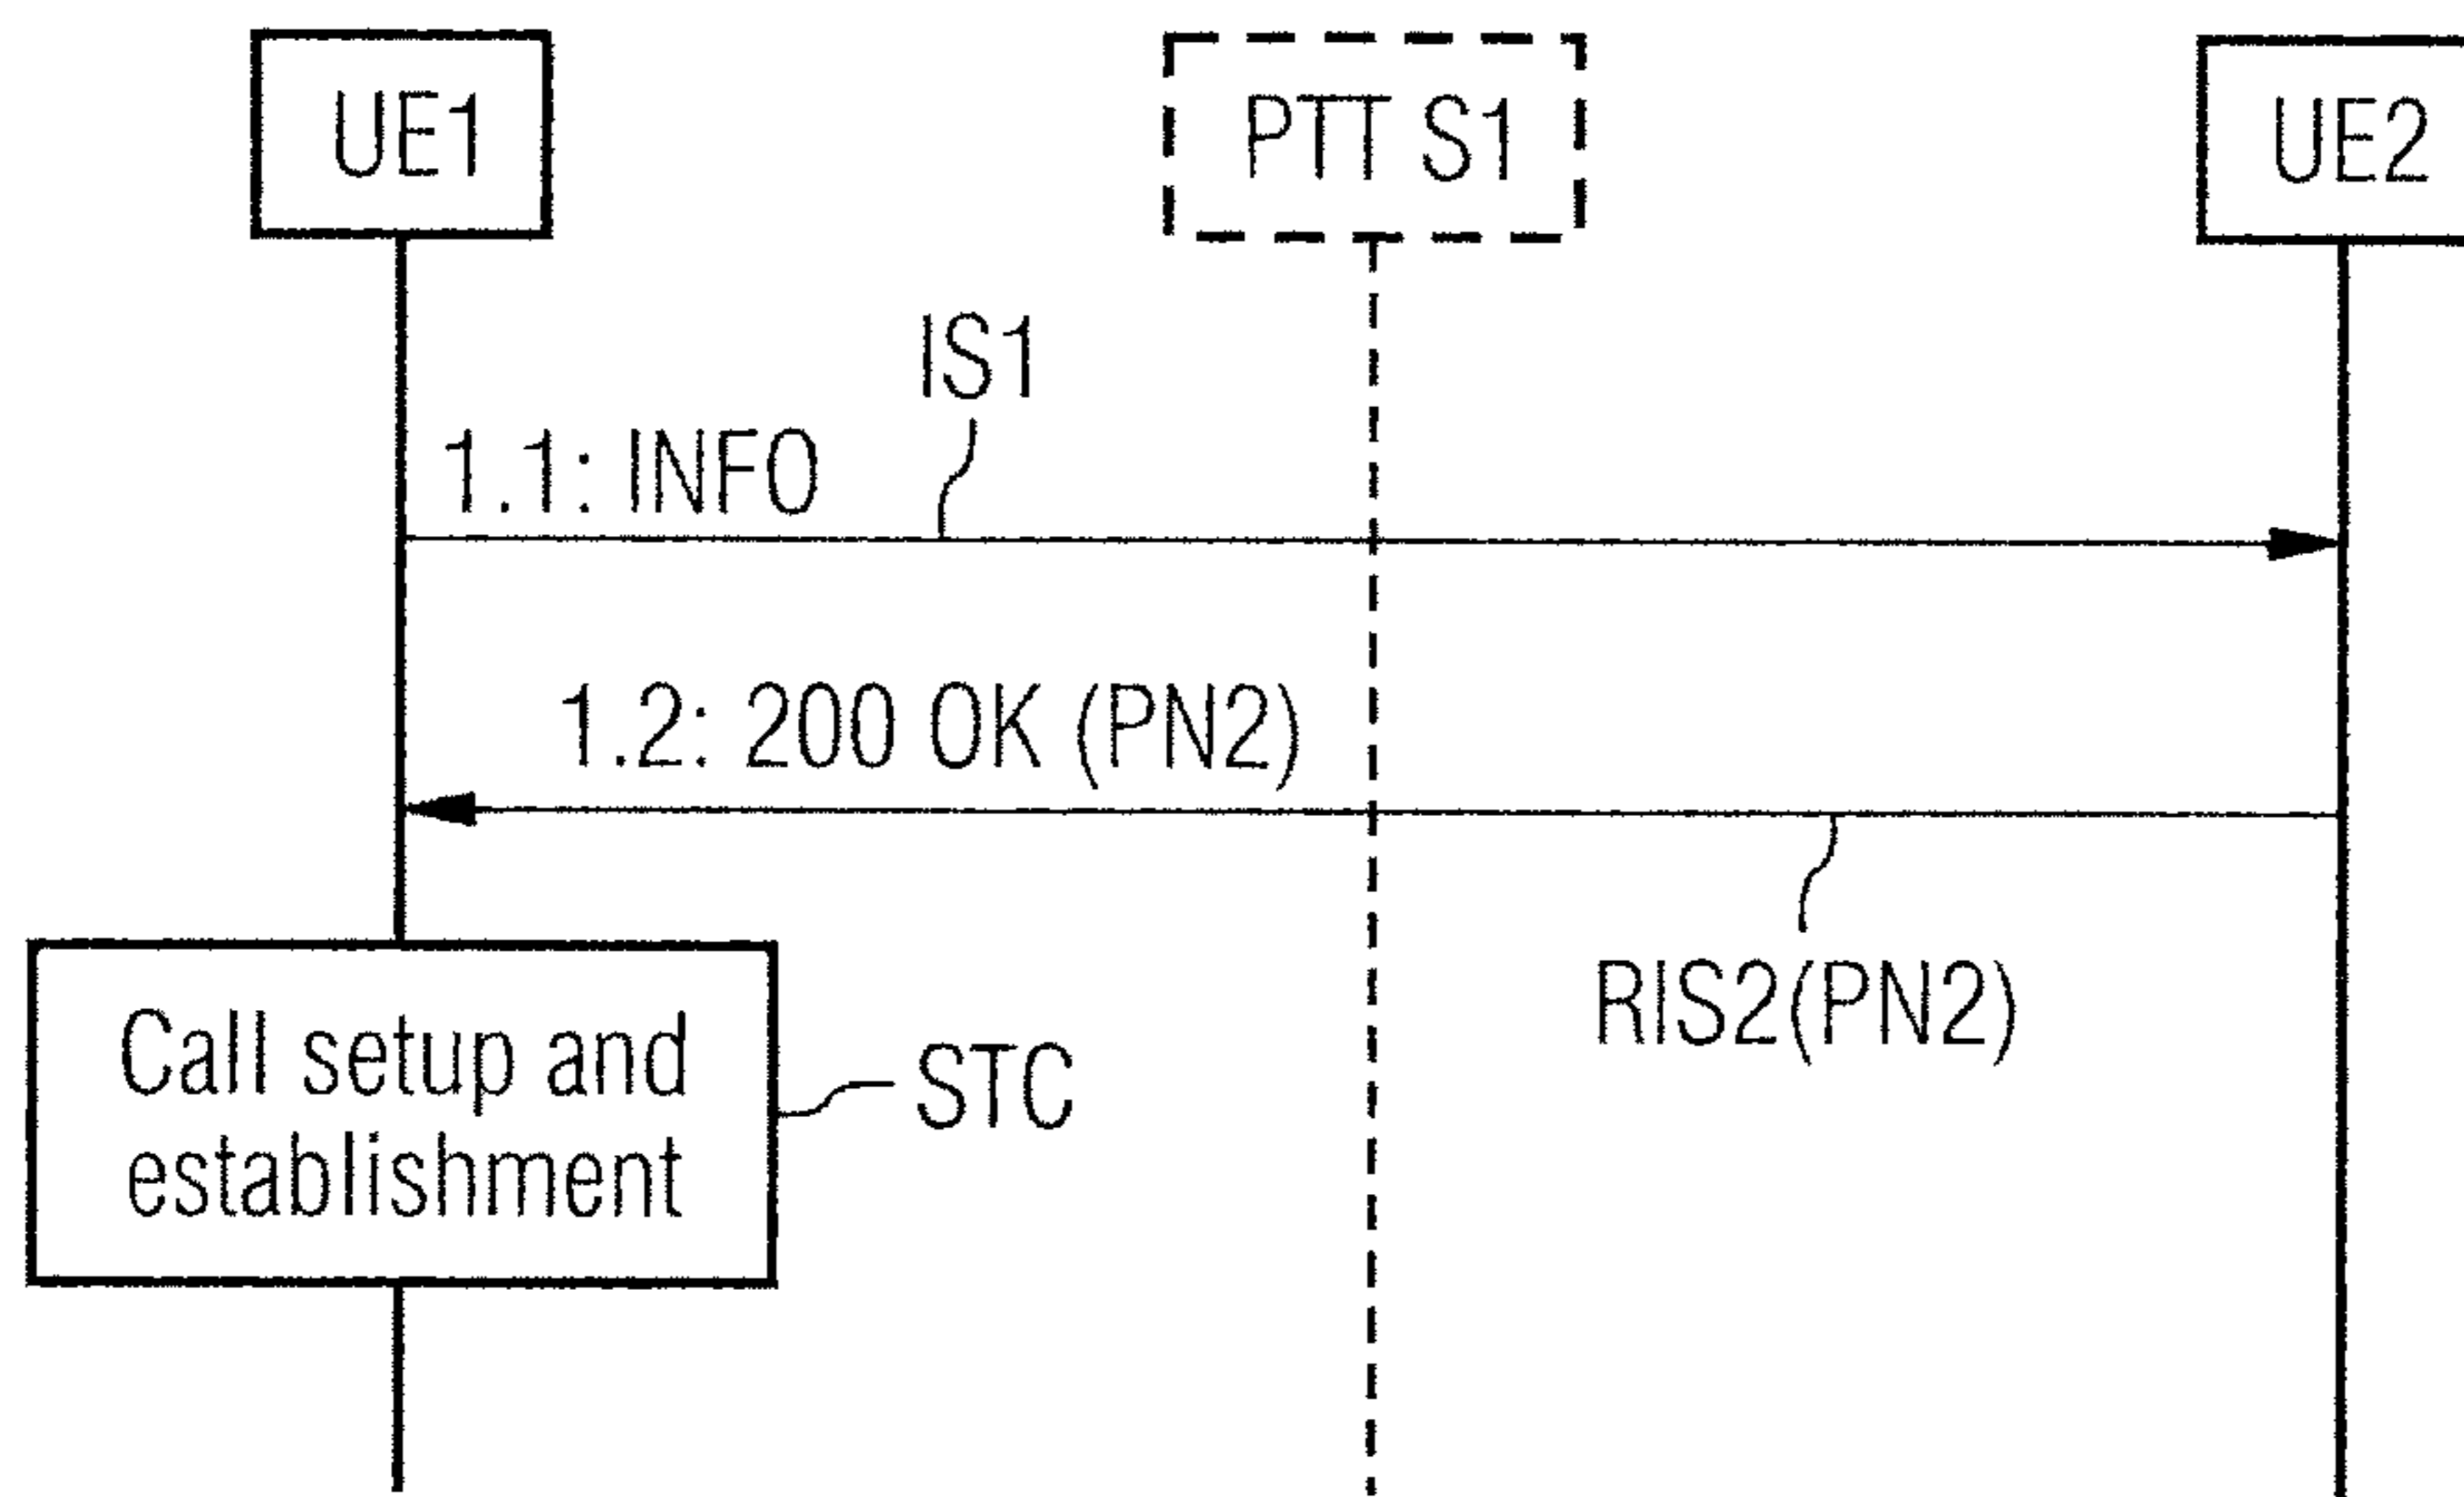 UE1
PTT S1
UE2
IS1
1.1: INFO
1.2: 200 OK (PN2)
RIS2(PN2)
Call setup and
establishment
STC